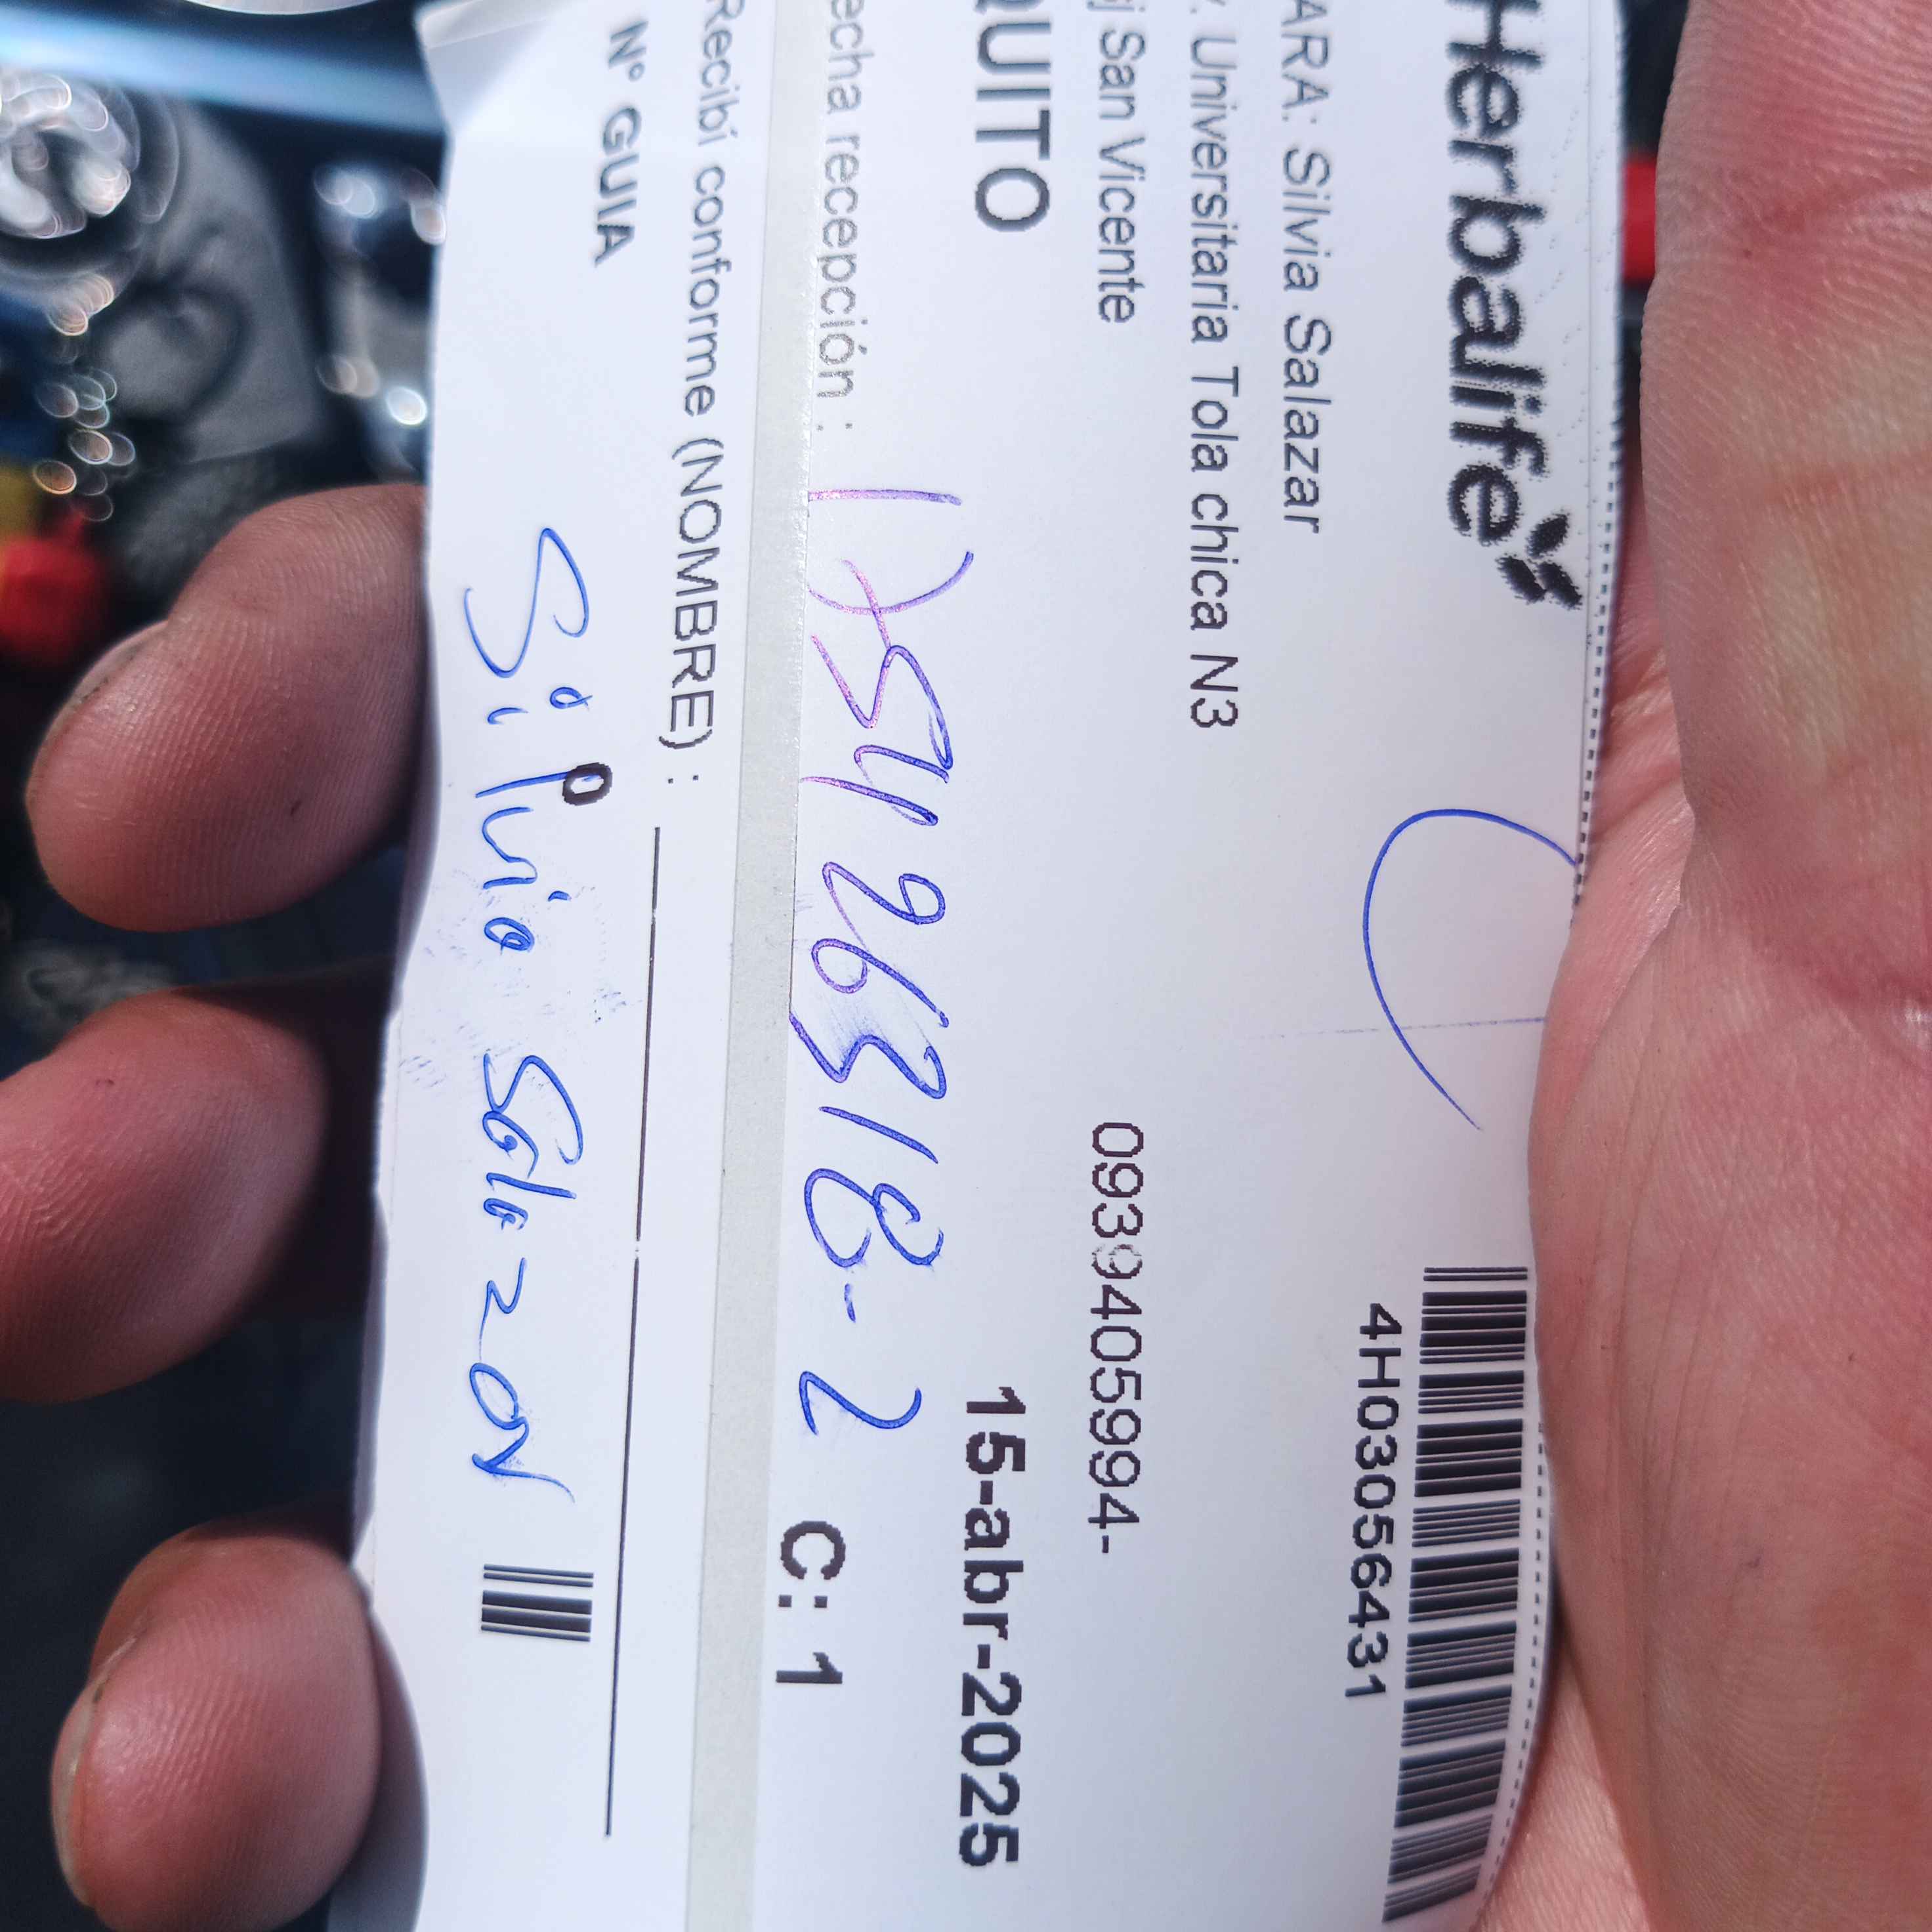 Herbalife
4H03056431
ARA: Silvia Salazar
. Universitaria Tola chica N3
j San Vicente
0939405994-
QUITO
15-abr-2025
echa recepción :
C: 1
Recibí conforme (NOMBRE) :
Nº GUIA
0
Silvia Salazar